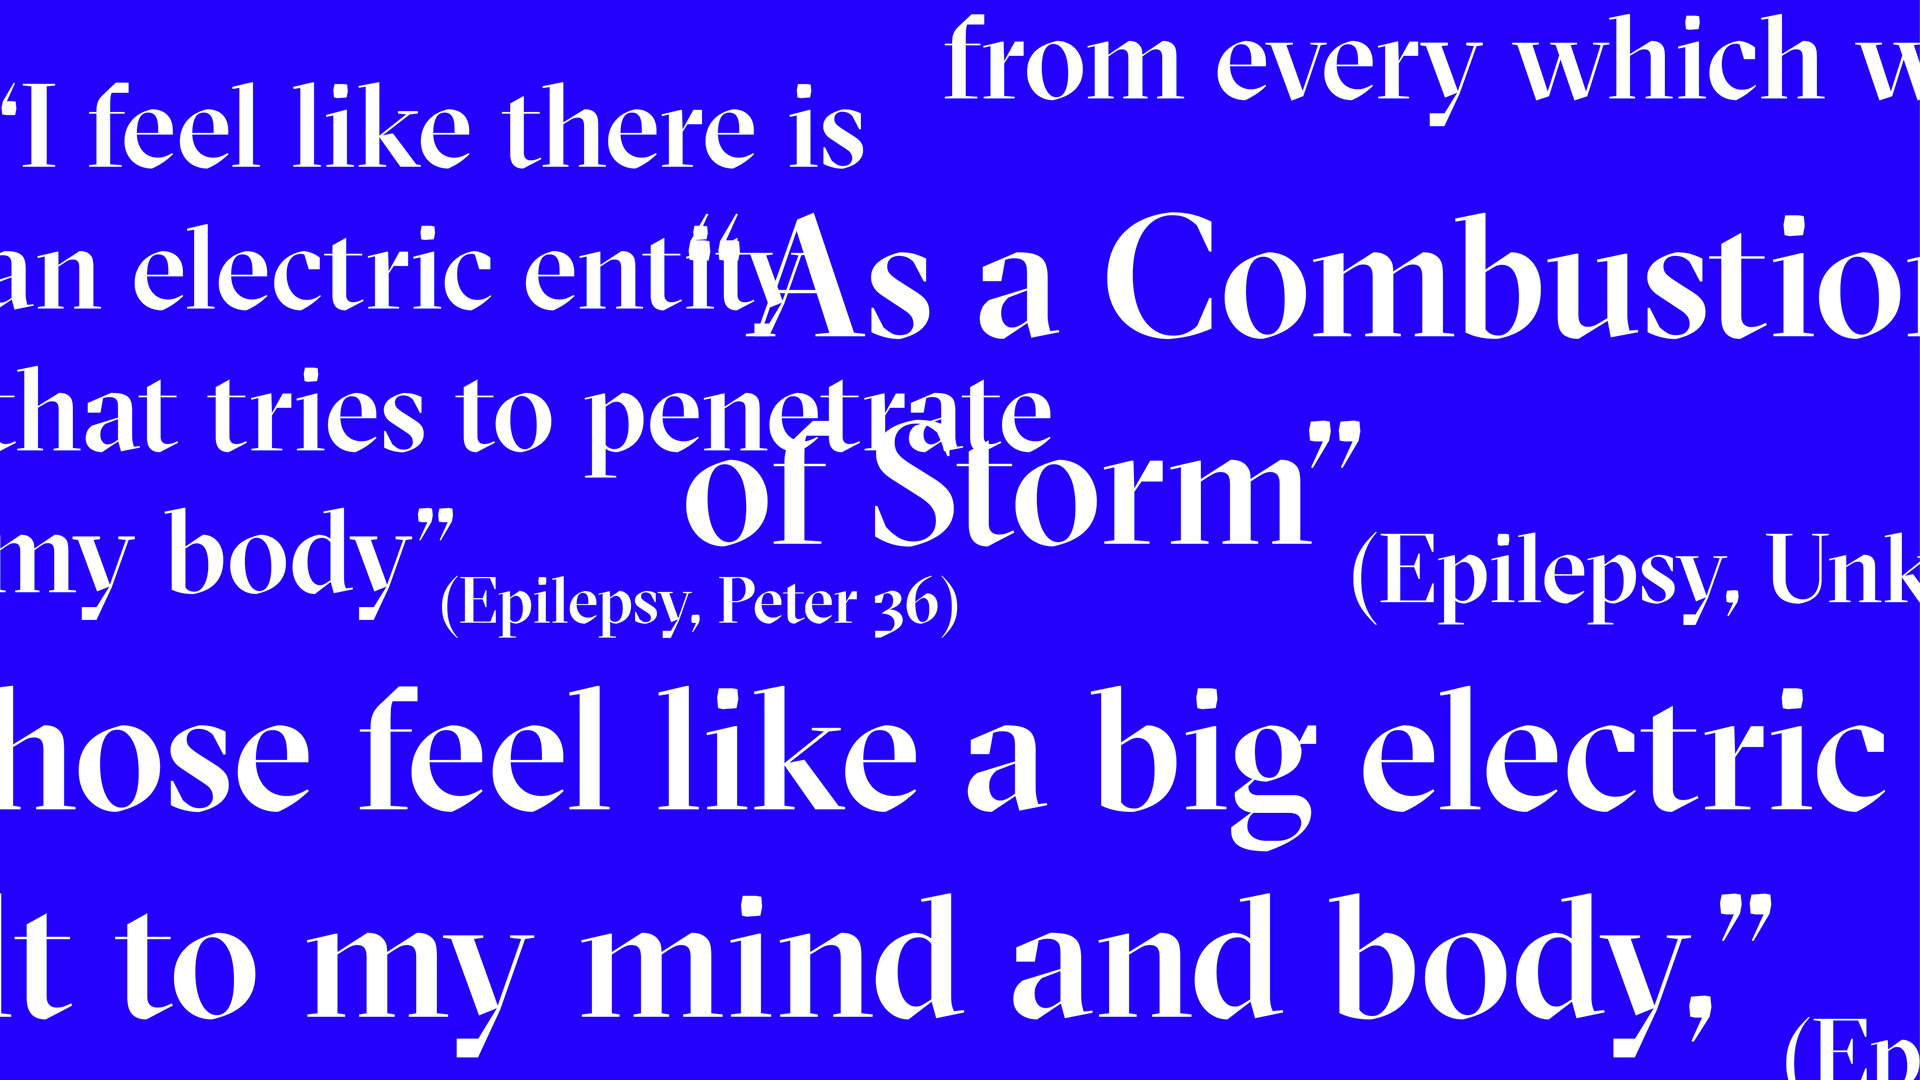 from every which w
“I feel like there is
an electric entity
that tries to penetrate
my body”
(Epilepsy, Peter 36)
“As a Combustion
of Storm”
(Epilepsy, Unk
hose feel like a big electric
lt to my mind and body,”
(Ep